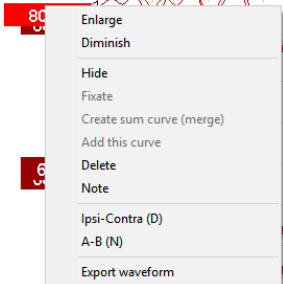 80
Enlarge
Diminish
Hide
Fixate
Create sum curve (merge)
Add this curve
Delete
Note
Ipsi-Contra (D)
A-B (N)
Export waveform